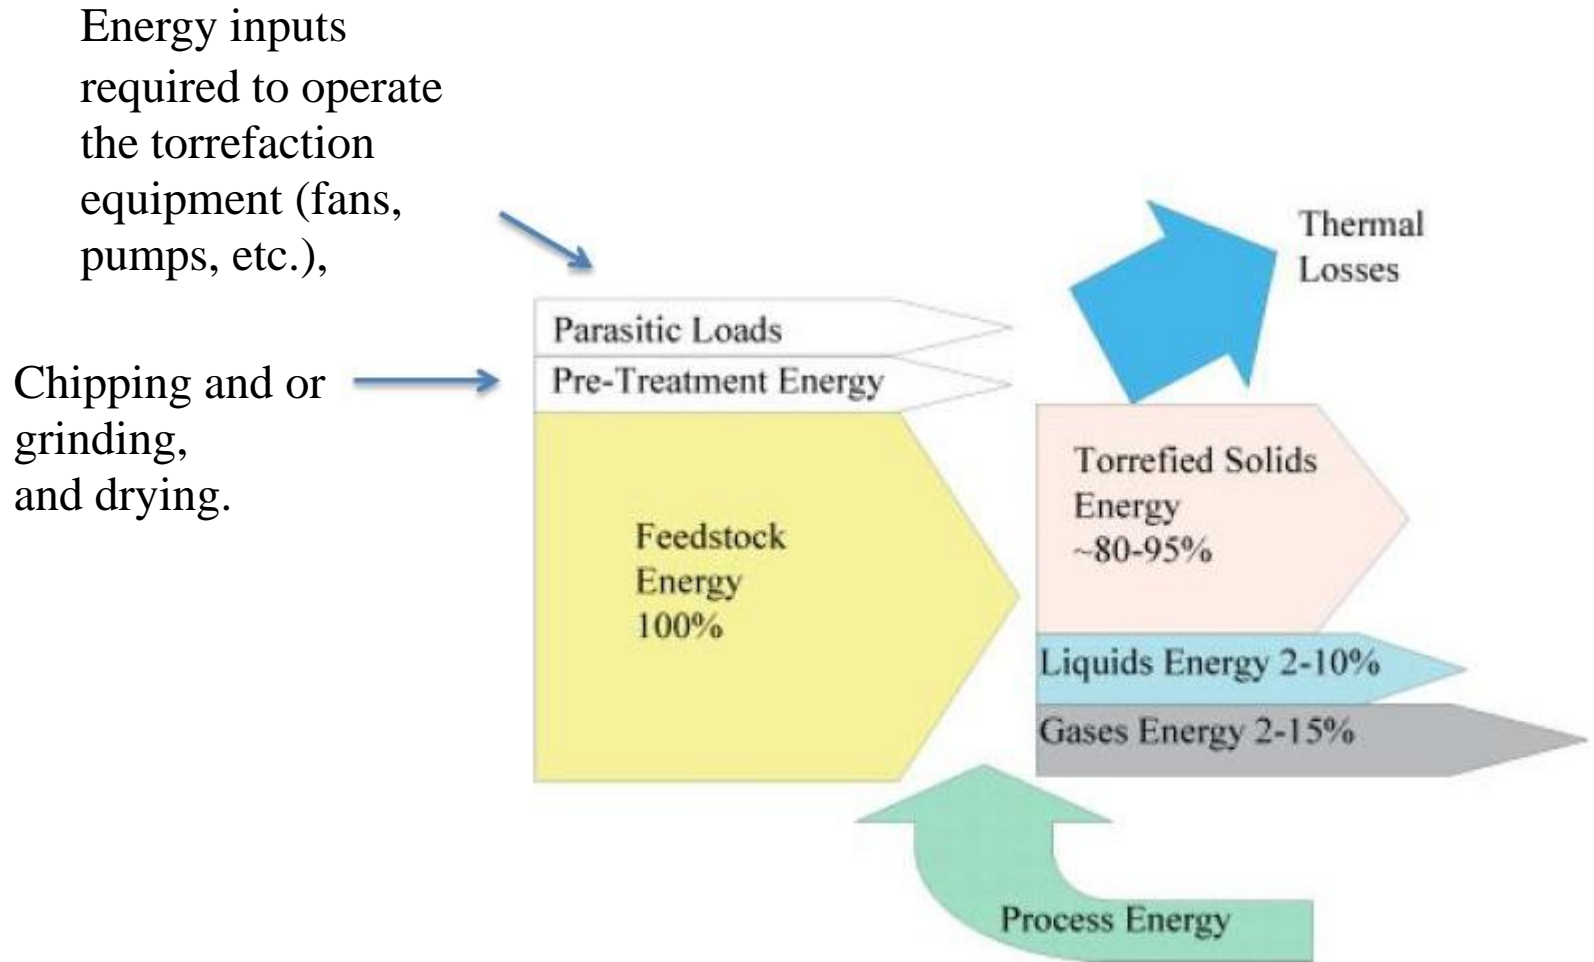 Energy inputs
required to operate
the torrefaction
equipment (fans,
pumps, etc.),
Chipping and or
grinding,
and drying.
Parasitic Loads
Pre-Treatment Energy
Feedstock
Energy
100%
Thermal
Losses
Torrefied Solids
Energy
~80-95%
Liquids Energy 2-10%
Gases Energy 2-15%
Process Energy